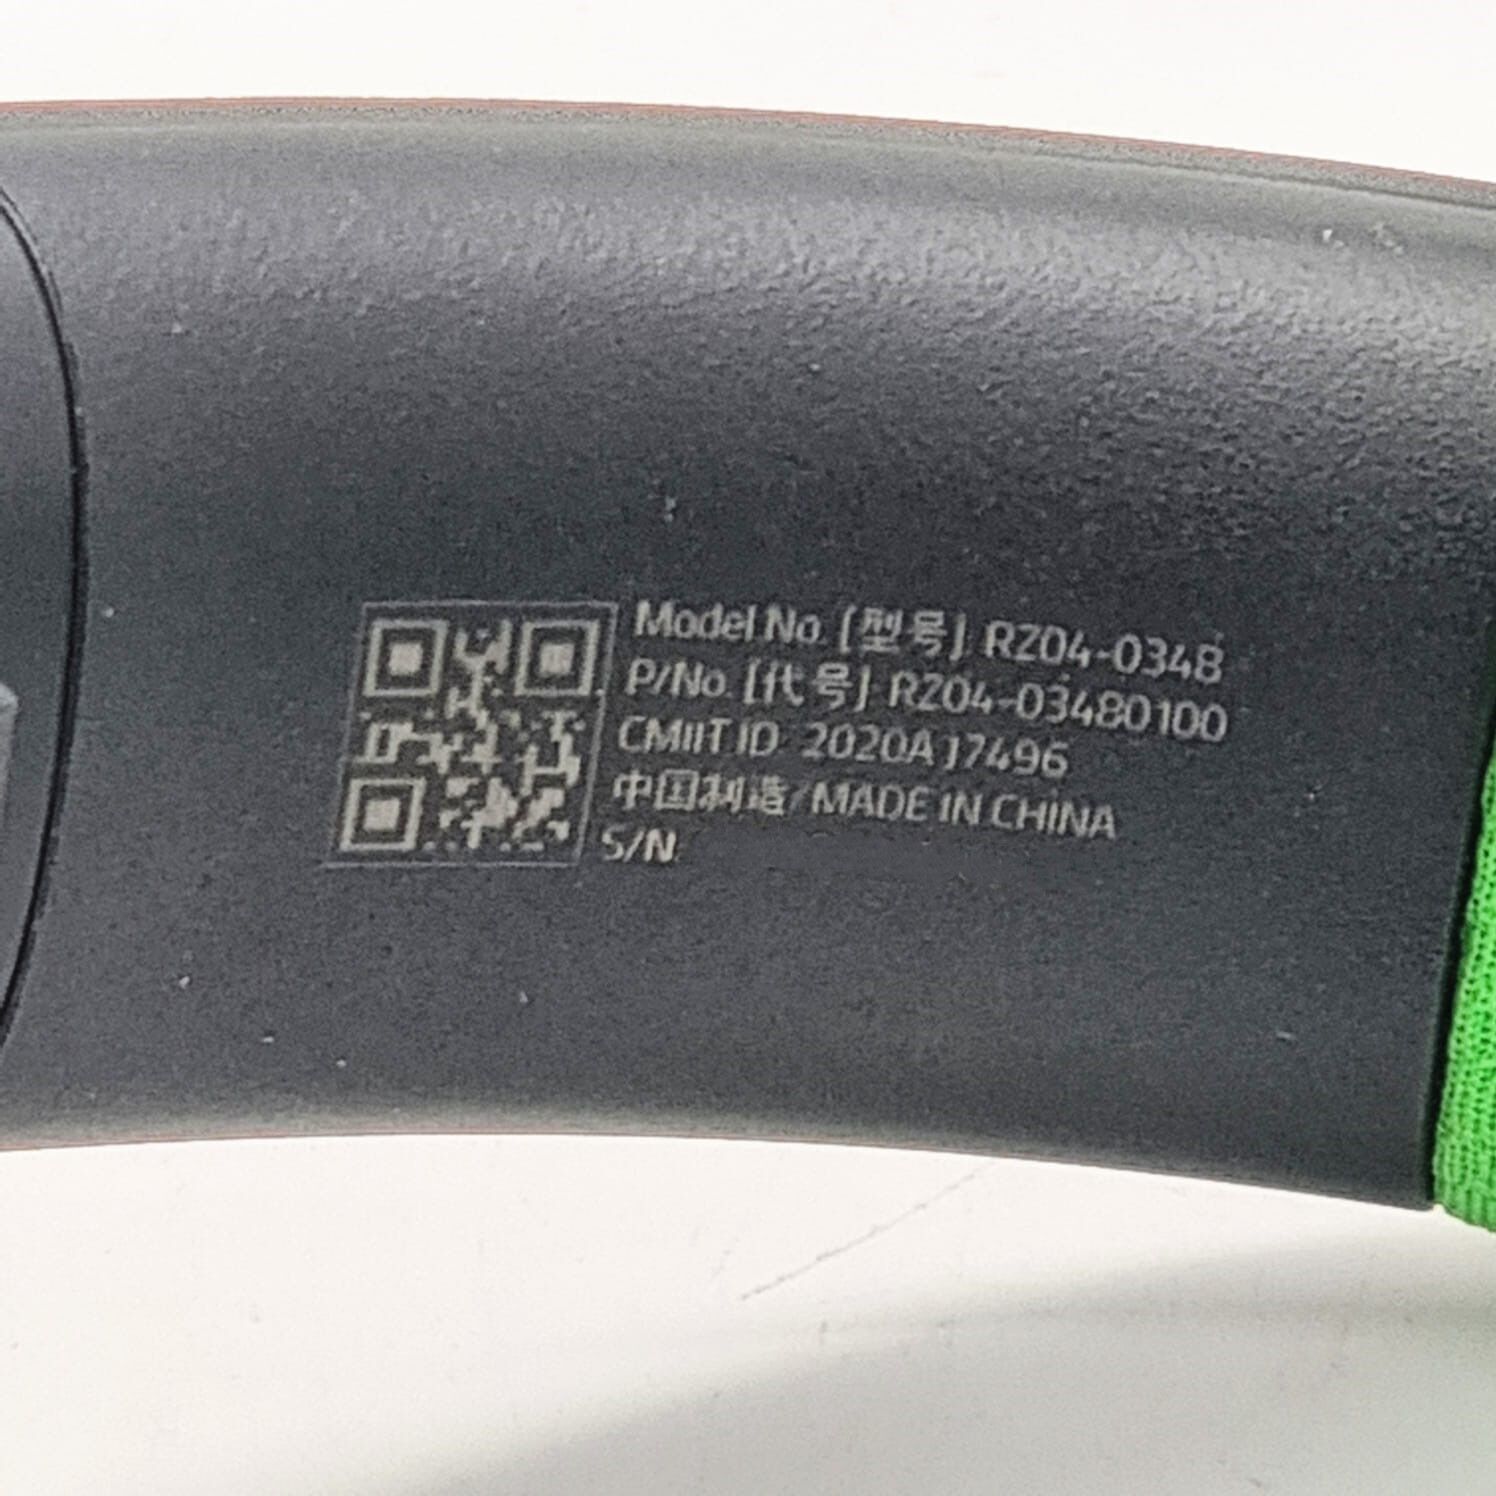 Model No. [型号]: RZ04-0348
P/No. [代号]: RZ04-03480100
CMIIT ID: 2020AJ7496
中国制造/MADE IN CHINA
S/N: